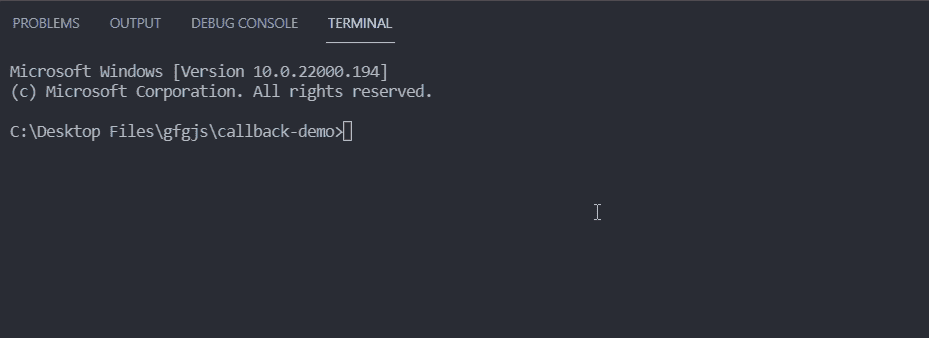 PROBLEMS OUTPUT DEBUG CONSOLE TERMINAL
Microsoft Windows [Version 10.0.22000.194]
(c) Microsoft Corporation. All rights reserved.
C:\Desktop Files\gfgjs\callback-demo>